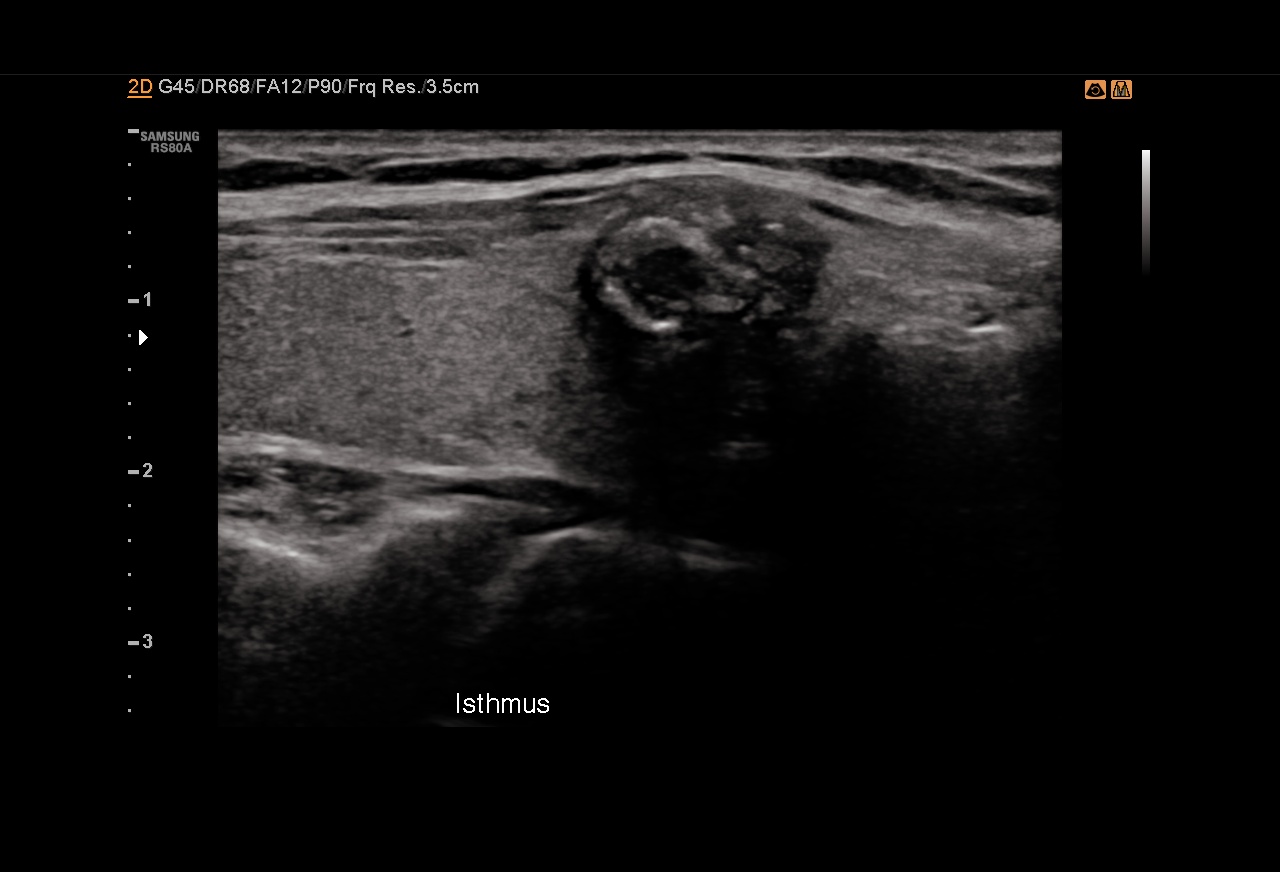 2D G45/DR68/FA12/P90/Frq Res./3.5cm
SAMSUNG
RS80A
1
2
3
Isthmus